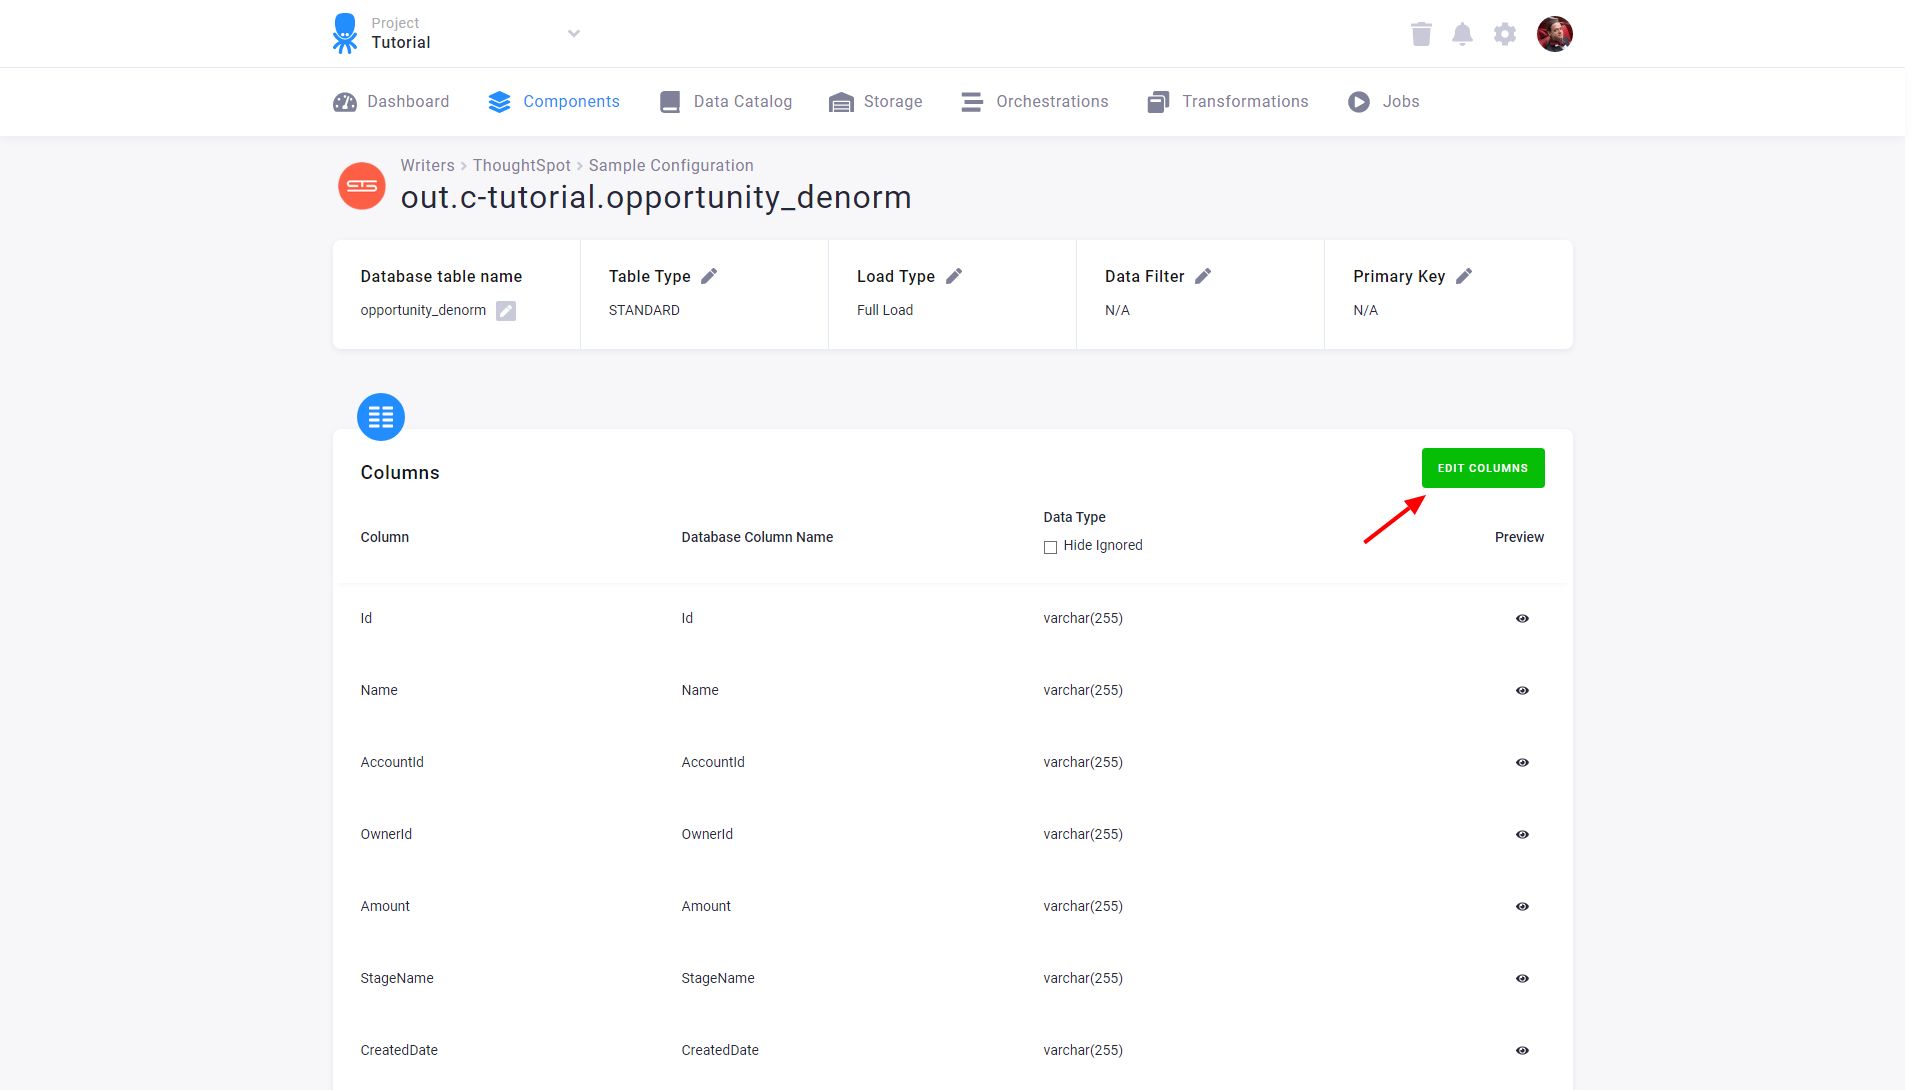 Project
Tutorial
Dashboard Components Data Catalog Storage Orchestrations Transformations Jobs
Writers > ThoughtSpot > Sample Configuration
out.c-tutorial.opportunity_denorm
Database table name Table Type Load Type Data Filter Primary Key
opportunity_denorm STANDARD Full Load N/A N/A
Columns EDIT COLUMNS
Data Type
Column Database Column Name Preview
Hide Ignored
Id Id varchar(255)
Name Name varchar(255)
AccountId AccountId varchar(255)
OwnerId OwnerId varchar(255)
Amount Amount varchar(255)
StageName StageName varchar(255)
CreatedDate CreatedDate varchar(255)